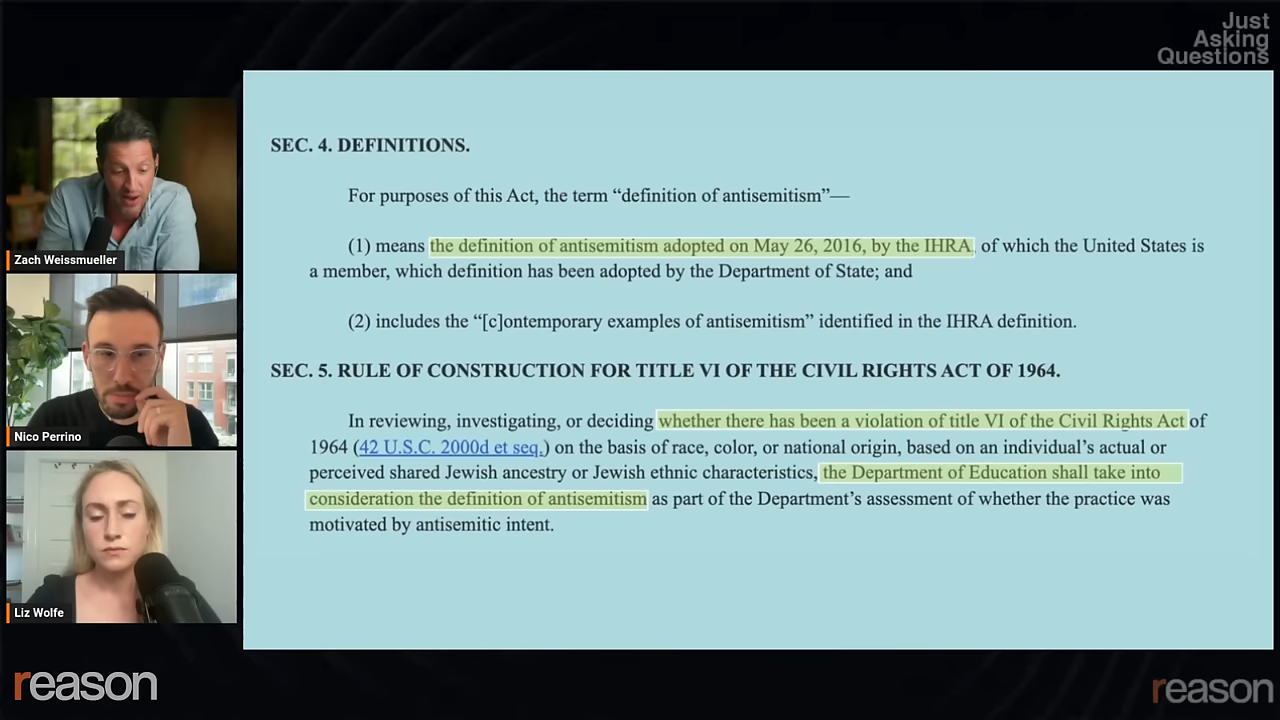 Just
Asking
Questions
SEC. 4. DEFINITIONS.
For purposes of this Act, the term “definition of antisemitism”—
(1) means the definition of antisemitism adopted on May 26, 2016, by the IHRA, of which the United States is
a member, which definition has been adopted by the Department of State; and
(2) includes the “[c]ontemporary examples of antisemitism” identified in the IHRA definition.
SEC. 5. RULE OF CONSTRUCTION FOR TITLE VI OF THE CIVIL RIGHTS ACT OF 1964.
In reviewing, investigating, or deciding whether there has been a violation of title VI of the Civil Rights Act of
1964 (42 U.S.C. 2000d et seq.) on the basis of race, color, or national origin, based on an individual’s actual or
perceived shared Jewish ancestry or Jewish ethnic characteristics, the Department of Education shall take into
consideration the definition of antisemitism as part of the Department’s assessment of whether the practice was
motivated by antisemitic intent.
Zach Weissmueller
Nico Perrino
Liz Wolfe
reason
reason